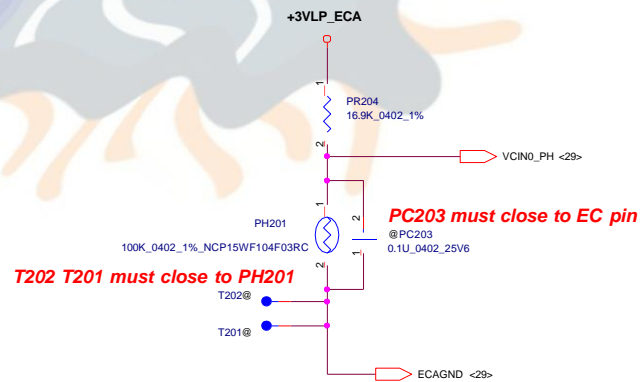 +3VLP_ECA
1
PR204
16.9K_0402_1%
2
VCIN0_PH <29>
1
PH201
100K_0402_1%_NCP15WF104F03RC
2
2
PC203 must close to EC pin
@PC203
0.1U_0402_25V6
1
T202 T201 must close to PH201
T202@
T201@
ECAGND <29>